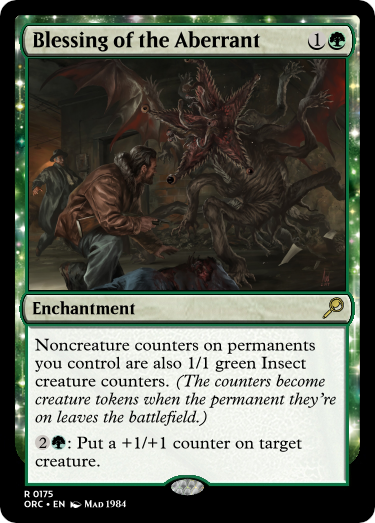 Blessing of the Aberrant 1
Enchantment
Noncreature counters on permanents
you control are also 1/1 green Insect
creature counters. (The counters become
creature tokens when the permanent they're
on leaves the battlefield.)
2: Put a +1/+1 counter on target
creature.
R 0175
ORC • EN Mad 1984